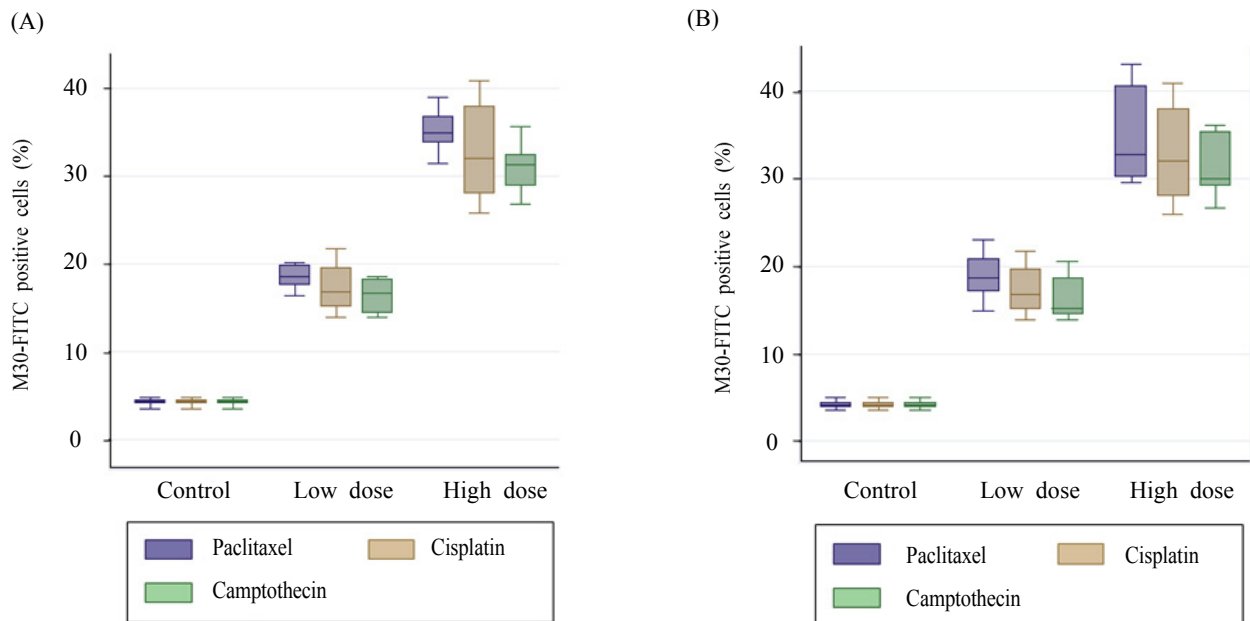 (A)
M30-FITC positive cells (%)
40
30
20
10
0
Control Low dose High dose
Paclitaxel Cisplatin
Camptothecin
(B)
M30-FITC positive cells (%)
40
30
20
10
0
Control Low dose High dose
Paclitaxel Cisplatin
Camptothecin